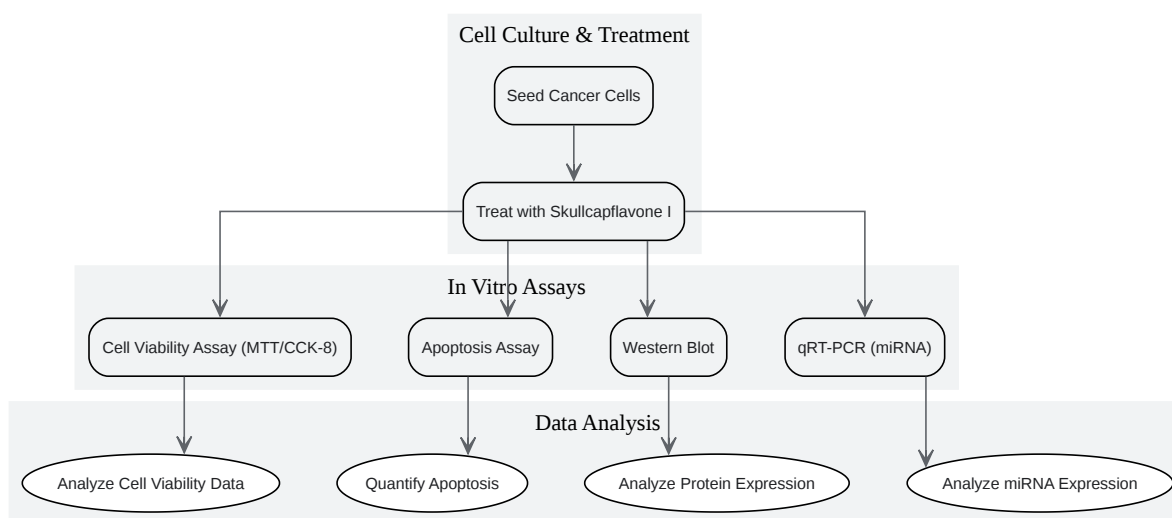 Cell Culture & Treatment
Seed Cancer Cells
Treat with Skullcapflavone I
In Vitro Assays
Cell Viability Assay (MTT/CCK-8)
Apoptosis Assay
Western Blot
qRT-PCR (miRNA)
Data Analysis
Analyze Cell Viability Data
Quantify Apoptosis
Analyze Protein Expression
Analyze miRNA Expression